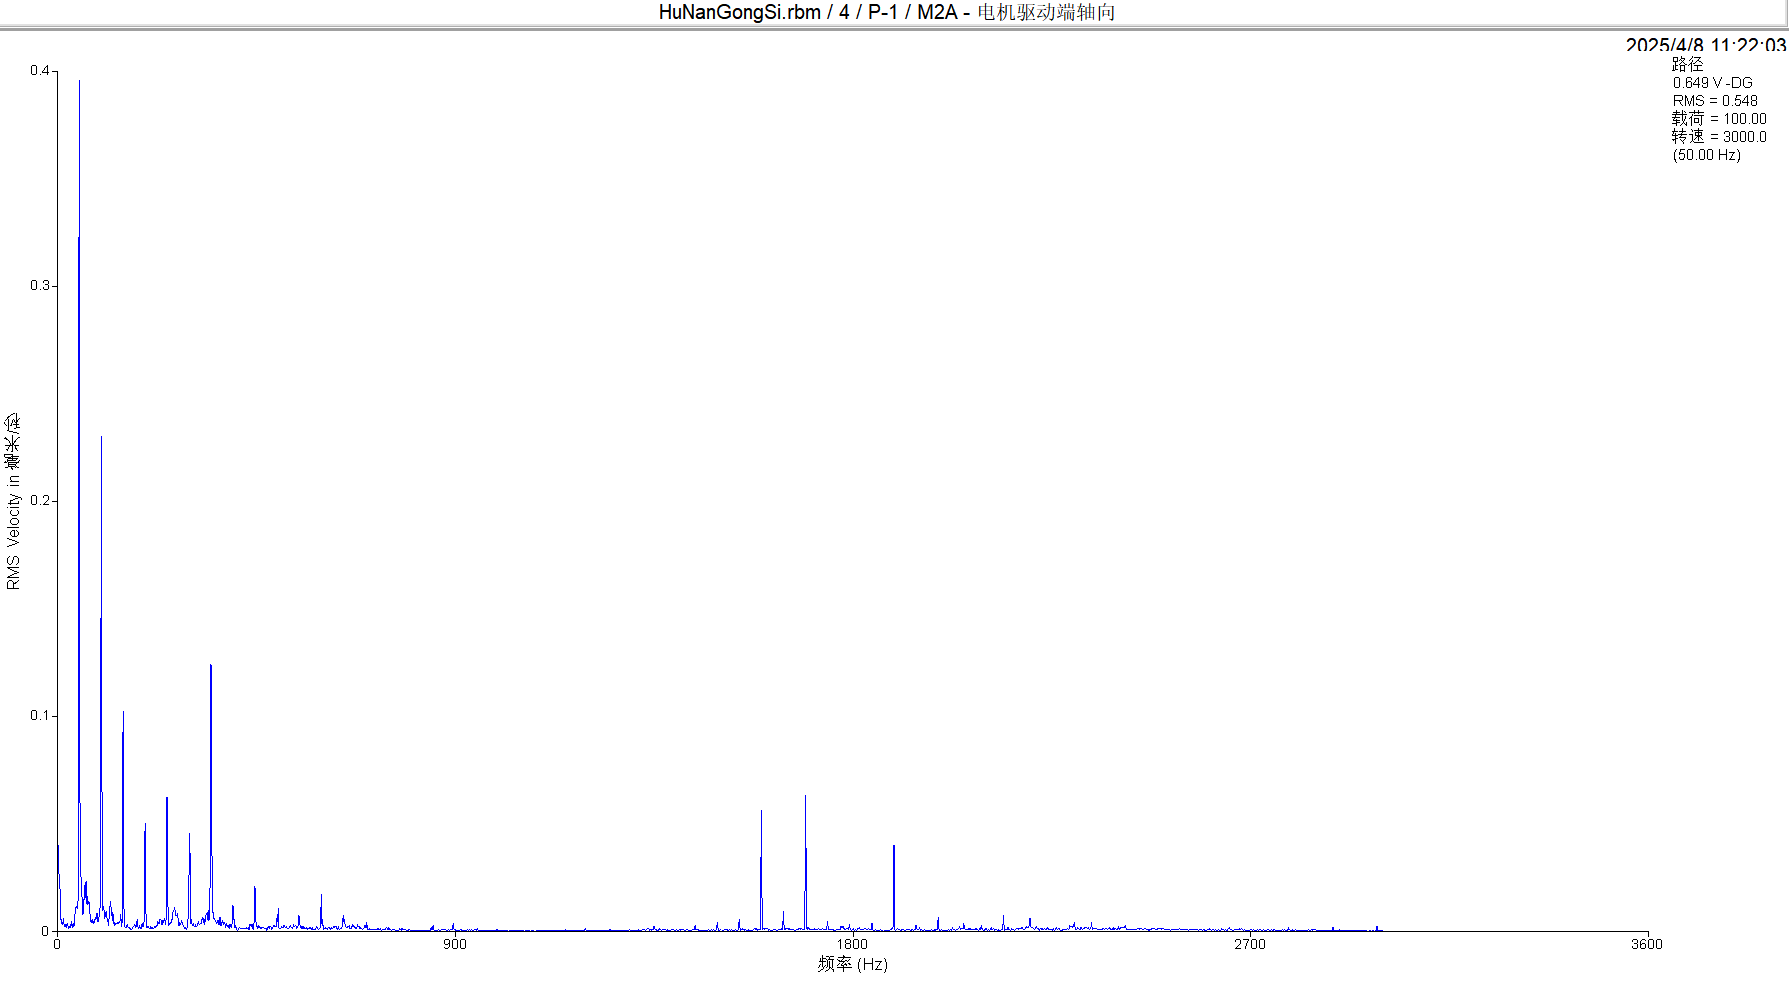 HuNanGongSi.rbm / 4 / P-1 / M2A - 电机驱动端轴向
2025/4/8 11:22:03
路径
0.649 V -DG
RMS = 0.548
载荷 = 100.00
转速 = 3000.0
(50.00 Hz)
0.4
0.3
0.2
0.1
0
RMS Velocity in 毫米/秒
0
900
1800
2700
3600
频率 (Hz)